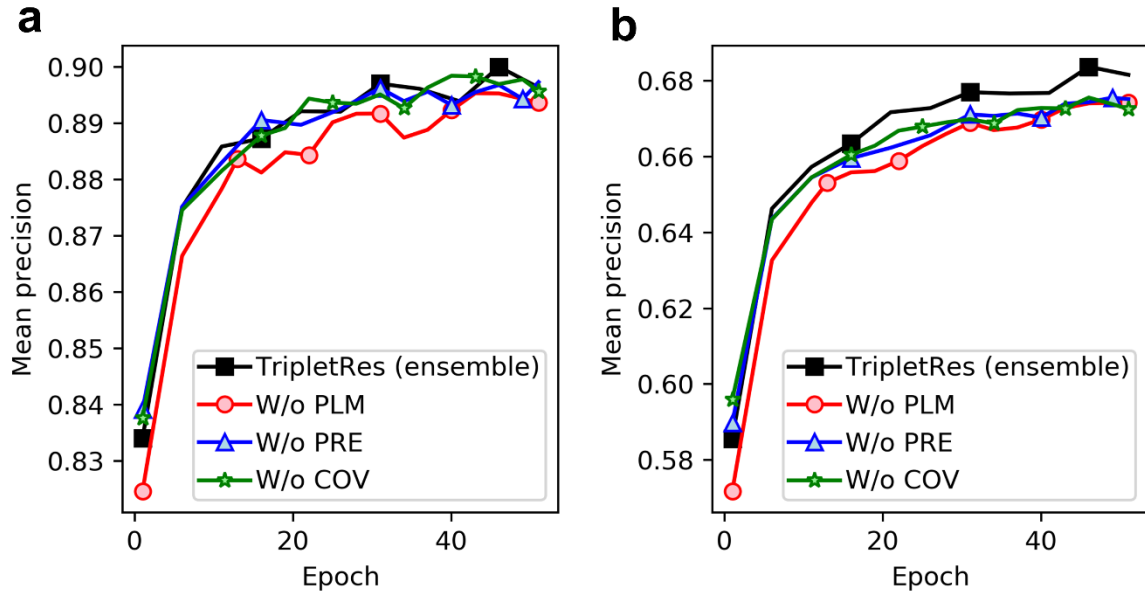 a
0.90
0.89
0.88
0.87
0.86
0.85
0.84
0.83
Mean precision
TripletRes (ensemble)
W/o PLM
W/o PRE
W/o COV
0
20
40
Epoch
b
0.68
0.66
0.64
0.62
0.60
0.58
Mean precision
TripletRes (ensemble)
W/o PLM
W/o PRE
W/o COV
0
20
40
Epoch